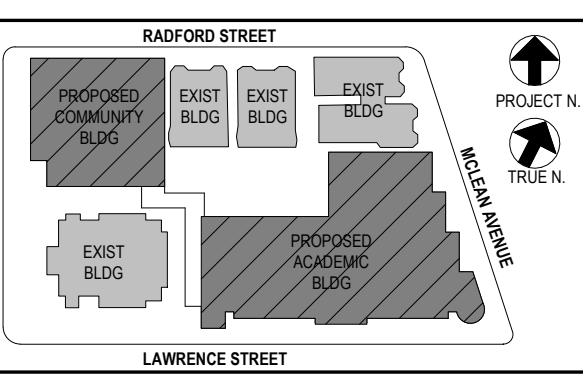 RADFORD STREET
PROPOSED
COMMUNITY
BLDG
EXIST
BLDG
EXIST
BLDG
EXIST
BLDG
PROJECT N.
TRUE N.
MCLEAN AVENUE
EXIST
BLDG
PROPOSED
ACADEMIC
BLDG
LAWRENCE STREET